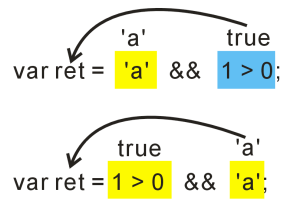 'a' true
var ret = 'a' && 1 > 0;
true 'a'
var ret = 1 > 0 && 'a';